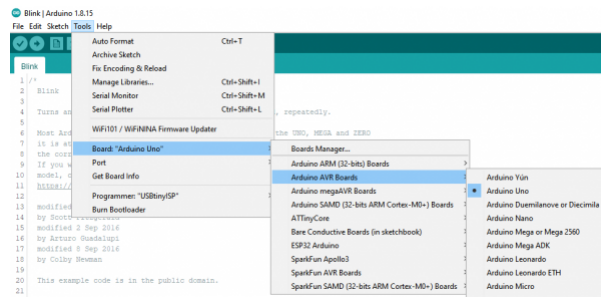 Blink | Arduino 1.8.15
File Edit Sketch Tools Help
Blink
Auto Format Ctrl+T
Archive Sketch
Fix Encoding & Reload
Manage Libraries... Ctrl+Shift+I
Serial Monitor Ctrl+Shift+M
Serial Plotter Ctrl+Shift+L
WiFi101 / WiFiNINA Firmware Updater
Board: "Arduino Uno"
Port
Get Board Info
Programmer: "USBtinyISP"
Burn Bootloader
Boards Manager...
Arduino ARM (32-bits) Boards
Arduino AVR Boards
Arduino megaAVR Boards
Arduino SAMD (32-bits ARM Cortex-M0+) Boards
ATTinyCore
Bare Conductive Boards (in sketchbook)
ESP32 Arduino
SparkFun Apollo3
SparkFun AVR Boards
SparkFun SAMD (32-bits ARM Cortex-M0+) Boards
Arduino Yún
Arduino Uno
Arduino Duemilanove or Diecimila
Arduino Nano
Arduino Mega or Mega 2560
Arduino Mega ADK
Arduino Leonardo
Arduino Leonardo ETH
Arduino Micro
1 /*
2 Blink
3
4 Turns an , repeatedly.
5
6 Most Ard the UNO, MEGA and ZERO
7 it is at
8 the corr
9 If you w
10 model, c
11 https://
12
13 modified
14 by Scott
15 modified 2 Sep 2016
16 by Arturo Guadalupi
17 modified 8 Sep 2016
18 by Colby Newman
19
20 This example code is in the public domain.
21